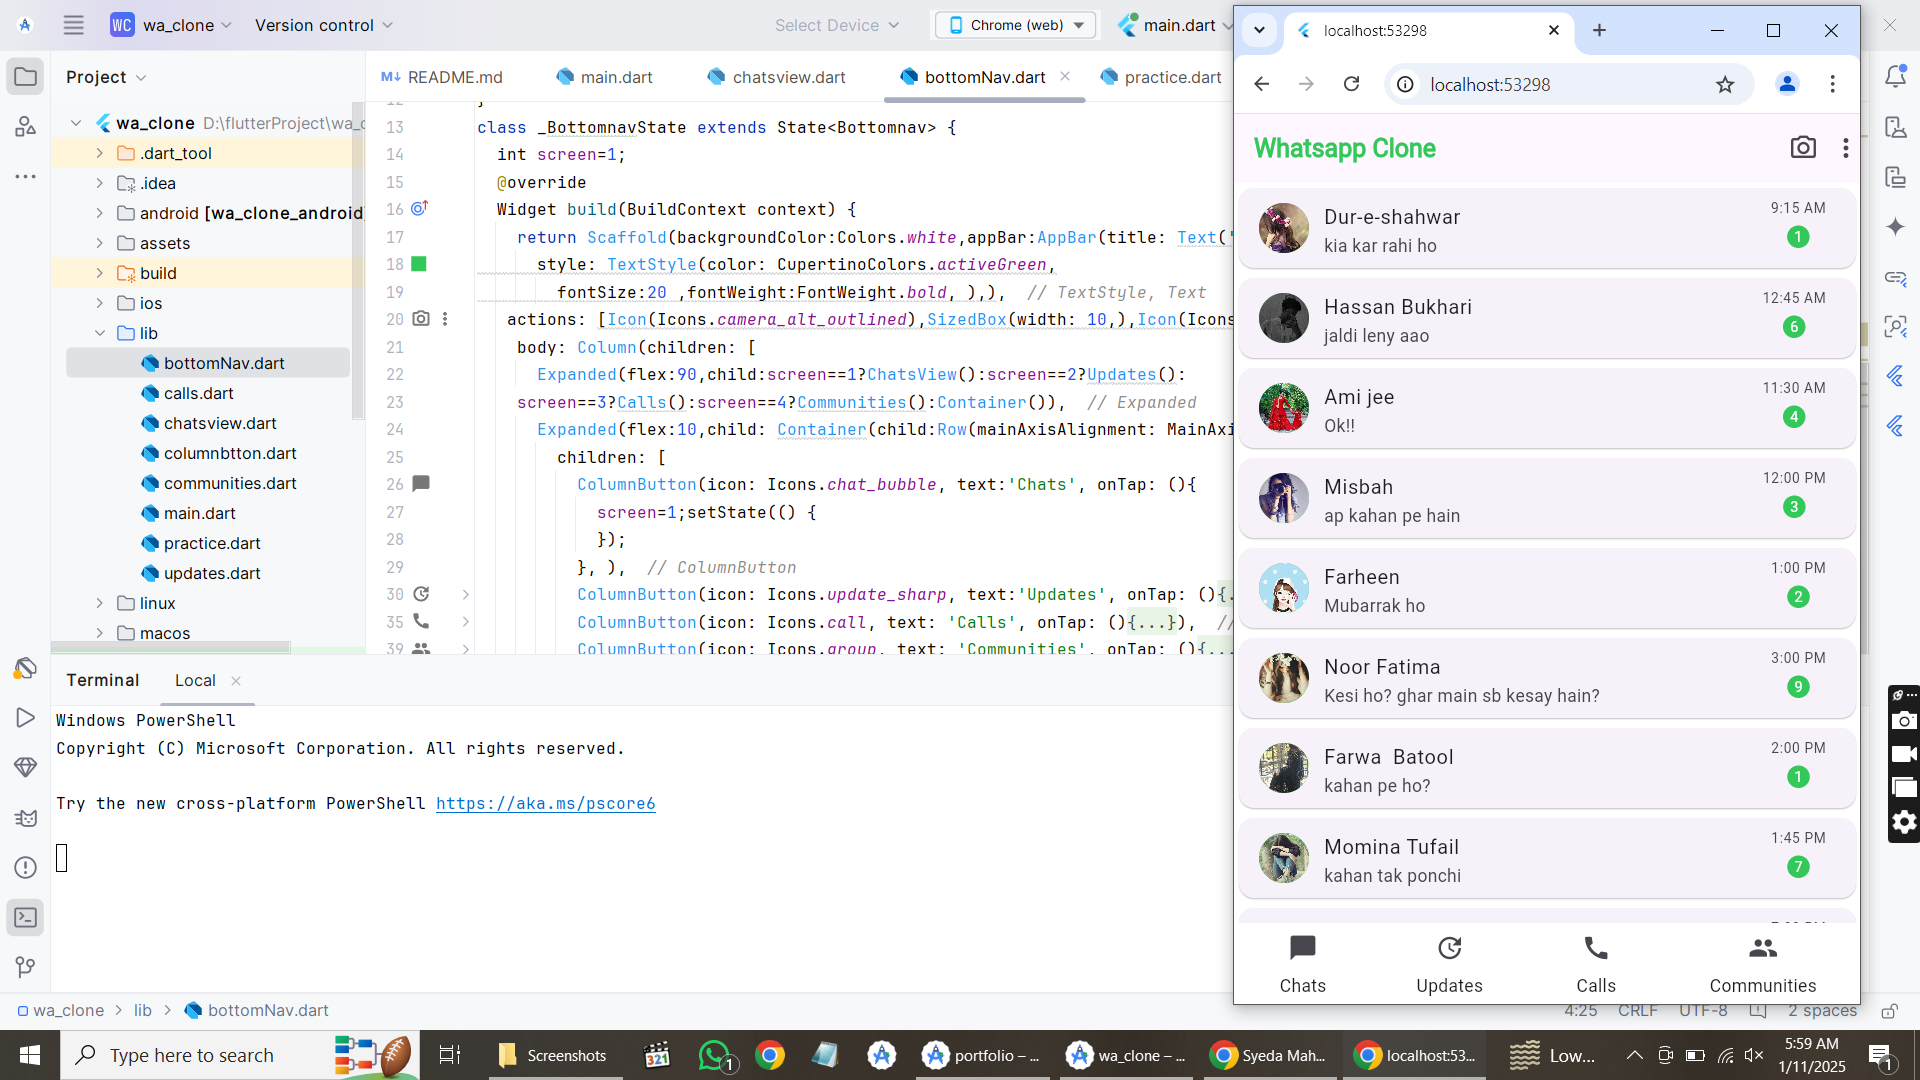 WC wa_clone Version control
Select Device Chrome (web) main.dart
Project
README.md main.dart chatsview.dart bottomNav.dart practice.dart
wa_clone D:\flutterProject\wa_c
.dart_tool
.idea
android [wa_clone_android]
assets
build
ios
lib
bottomNav.dart
calls.dart
chatsview.dart
columnbtton.dart
communities.dart
main.dart
practice.dart
updates.dart
linux
macos
13 class _BottomnavState extends State<Bottomnav> {
14 int screen=1;
15 @override
16 Widget build(BuildContext context) {
17 return Scaffold(backgroundColor:Colors.white,appBar:AppBar(title: Text("
18 style: TextStyle(color: CupertinoColors.activeGreen,
19 fontSize:20 ,fontWeight:FontWeight.bold, ),), // TextStyle, Text
20 actions: [Icon(Icons.camera_alt_outlined),SizedBox(width: 10,),Icon(Icons
21 body: Column(children: [
22 Expanded(flex:90,child:screen==1?ChatsView():screen==2?Updates():
23 screen==3?Calls():screen==4?Communities():Container()), // Expanded
24 Expanded(flex:10,child: Container(child:Row(mainAxisAlignment: MainAxi
25 children: [
26 ColumnButton(icon: Icons.chat_bubble, text:'Chats', onTap: (){
27 screen=1;setState(() {
28 });
29 }, ), // ColumnButton
30 ColumnButton(icon: Icons.update_sharp, text:'Updates', onTap: (){.
35 ColumnButton(icon: Icons.call, text: 'Calls', onTap: (){...}), //
39 ColumnButton(icon: Icons.group, text: 'Communities', onTap: (){...
Terminal Local
Windows PowerShell
Copyright (C) Microsoft Corporation. All rights reserved.
Try the new cross-platform PowerShell https://aka.ms/pscore6
wa_clone > lib > bottomNav.dart
4:25 CRLF UTF-8 2 spaces
localhost:53298
localhost:53298
Whatsapp Clone
Dur-e-shahwar 9:15 AM
kia kar rahi ho 1
Hassan Bukhari 12:45 AM
jaldi leny aao 6
Ami jee 11:30 AM
Ok!! 4
Misbah 12:00 PM
ap kahan pe hain 3
Farheen 1:00 PM
Mubarrak ho 2
Noor Fatima 3:00 PM
Kesi ho? ghar main sb kesay hain? 9
Farwa  Batool 2:00 PM
kahan pe ho? 1
Momina Tufail 1:45 PM
kahan tak ponchi 7
Chats Updates Calls Communities
Type here to search
Screenshots
321
1
portfolio – ...
wa_clone – ...
Syeda Mah...
localhost:53...
Low...
5:59 AM
1/11/2025
1